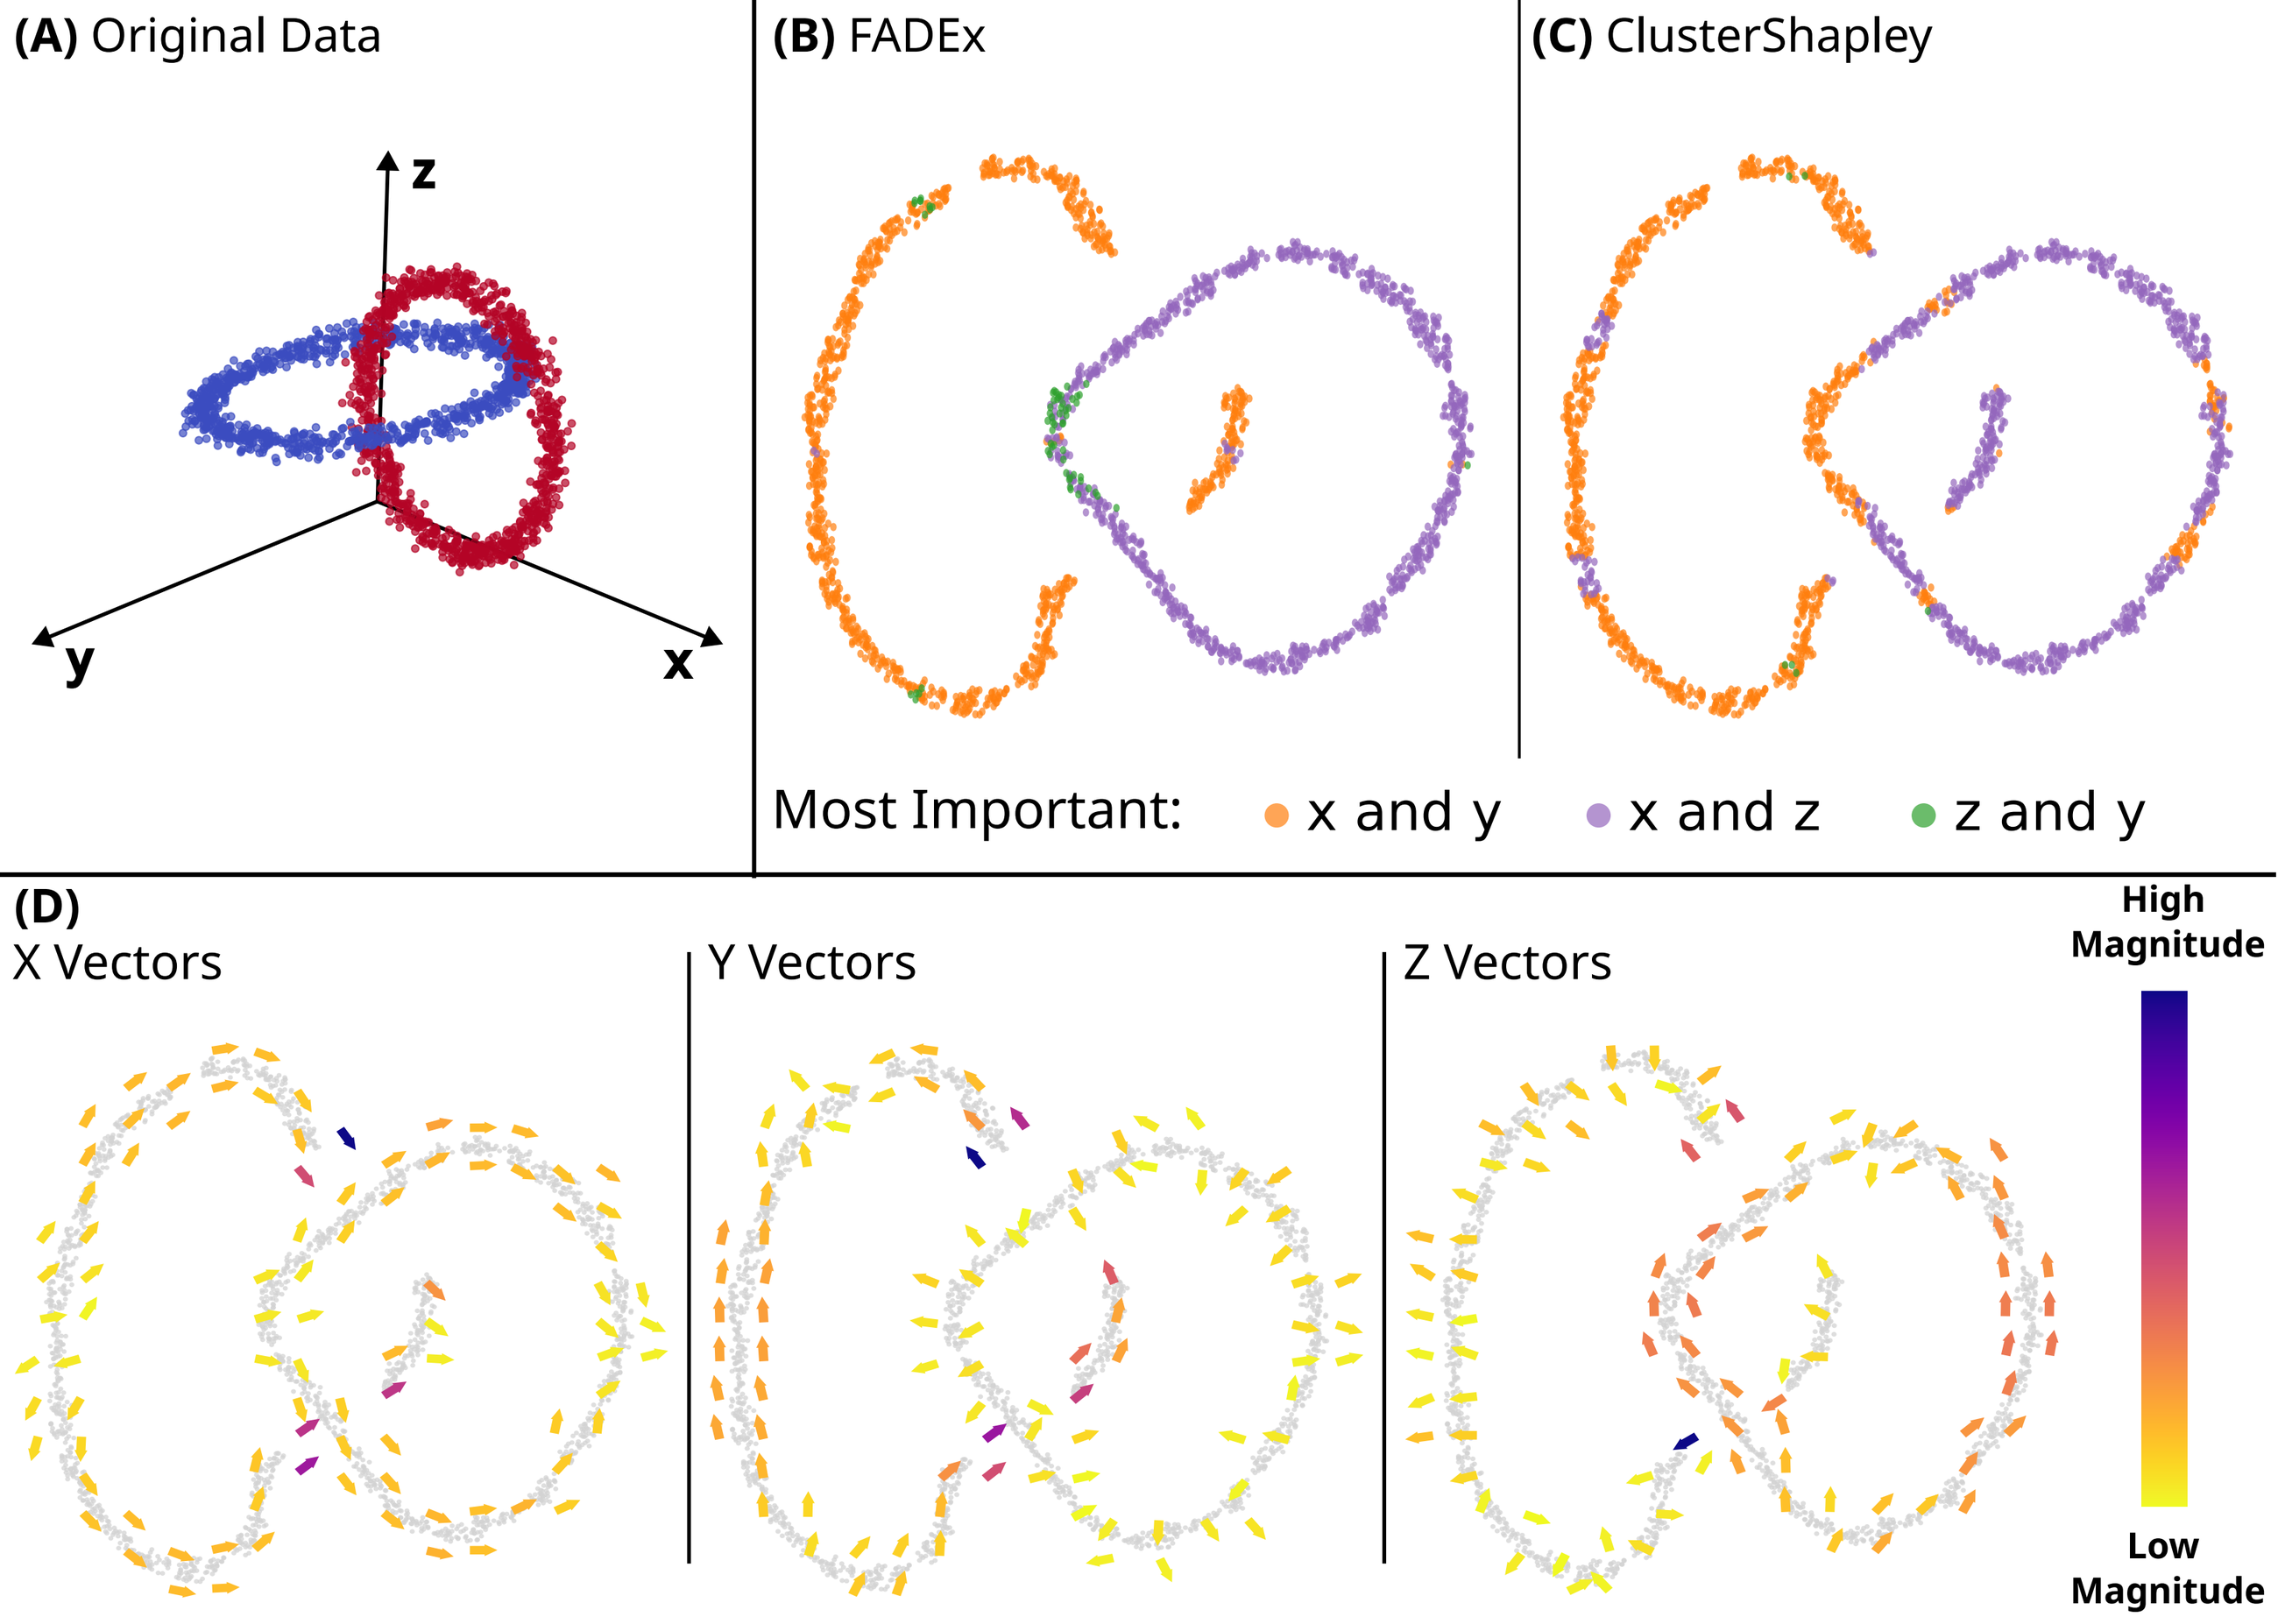 (A) Original Data
z
y
x
(B) FADEx
(C) ClusterShapley
Most Important: x and y x and z z and y
(D)
X Vectors
Y Vectors
Z Vectors
High
Magnitude
Low
Magnitude